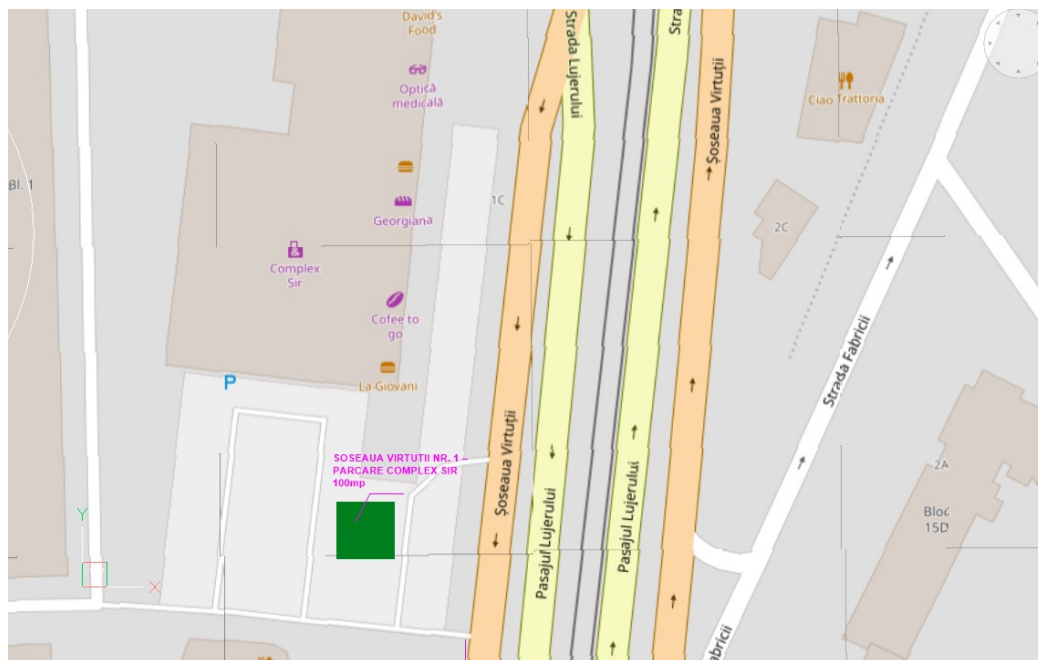 David's
Food
Optică
medicală
Georgiana
Complex
Sir
Cofee to
go
La Giovani
P
SOSEAUA VIRTUTII NR. 1 –
PARCARE COMPLEX SIR
100mp
Y
X
Bl. 1
1C
Strada Lujerului
Stra
Șoseaua Virtuții
Șoseaua Virtuții
Pasajul Lujerului
Pasajul Lujerului
Ciao Trattoria
2C
Strada Fabricii
2A
Bloc
15D
abricii